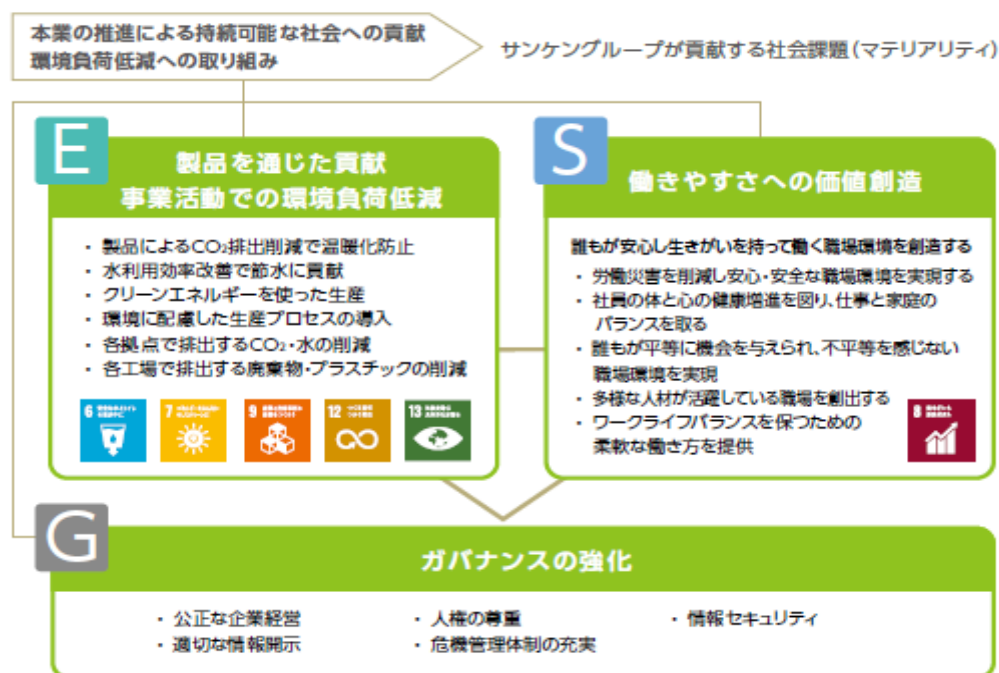 本業の推進による持続可能な社会への貢献
環境負荷低減への取り組み
サンケングループが貢献する社会課題(マテリアリティ)
E
製品を通じた貢献
事業活動での環境負荷低減
・ 製品によるCO₂排出削減で温暖化防止
・ 水利用効率改善で節水に貢献
・ クリーンエネルギーを使った生産
・ 環境に配慮した生産プロセスの導入
・ 各拠点で排出するCO₂・水の削減
・ 各工場で排出する廃棄物・プラスチックの削減
6
7
9
12
13
S
働きやすさへの価値創造
誰もが安心し生きがいを持って働く職場環境を創造する
・ 労働災害を削減し安心・安全な職場環境を実現する
・ 社員の体と心の健康増進を図り、仕事と家庭の
バランスを取る
・ 誰もが平等に機会を与えられ、不平等を感じない
職場環境を実現
・ 多様な人材が活躍している職場を創出する
・ ワークライフバランスを保つための
柔軟な働き方を提供
8
G
ガバナンスの強化
・ 公正な企業経営
・ 適切な情報開示
・ 人権の尊重
・ 危機管理体制の充実
・ 情報セキュリティ